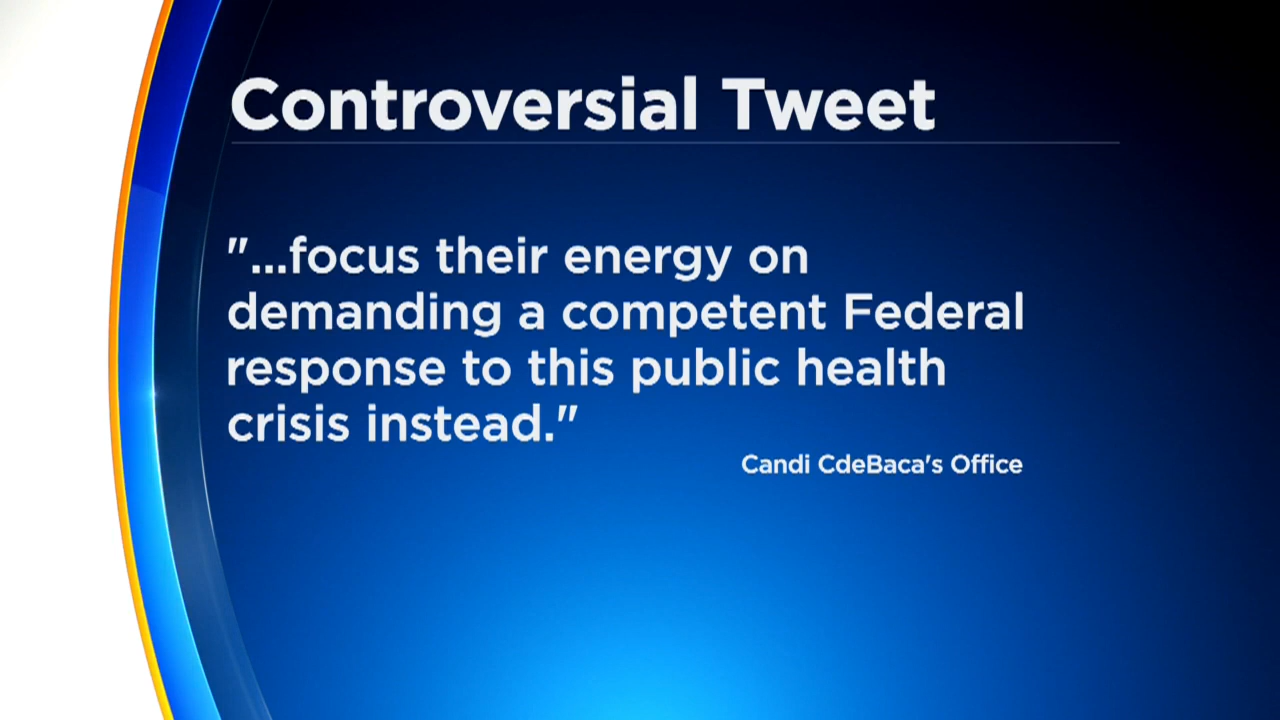 Controversial Tweet
"...focus their energy on
demanding a competent Federal
response to this public health
crisis instead."
Candi CdeBaca's Office